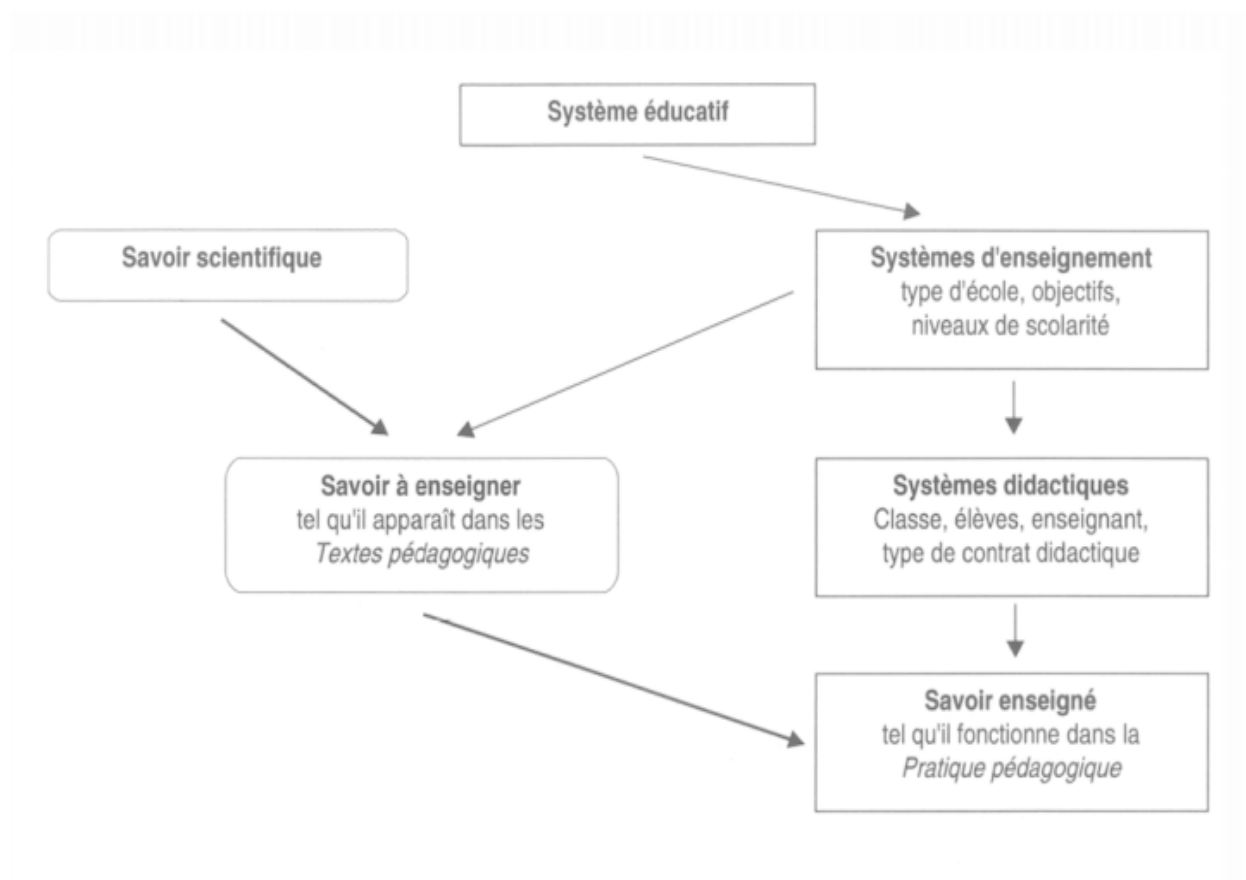 Système éducatif
Savoir scientifique
Systèmes d'enseignement
type d'école, objectifs,
niveaux de scolarité
Savoir à enseigner
tel qu'il apparaît dans les
Textes pédagogiques
Systèmes didactiques
Classe, élèves, enseignant,
type de contrat didactique
Savoir enseigné
tel qu'il fonctionne dans la
Pratique pédagogique